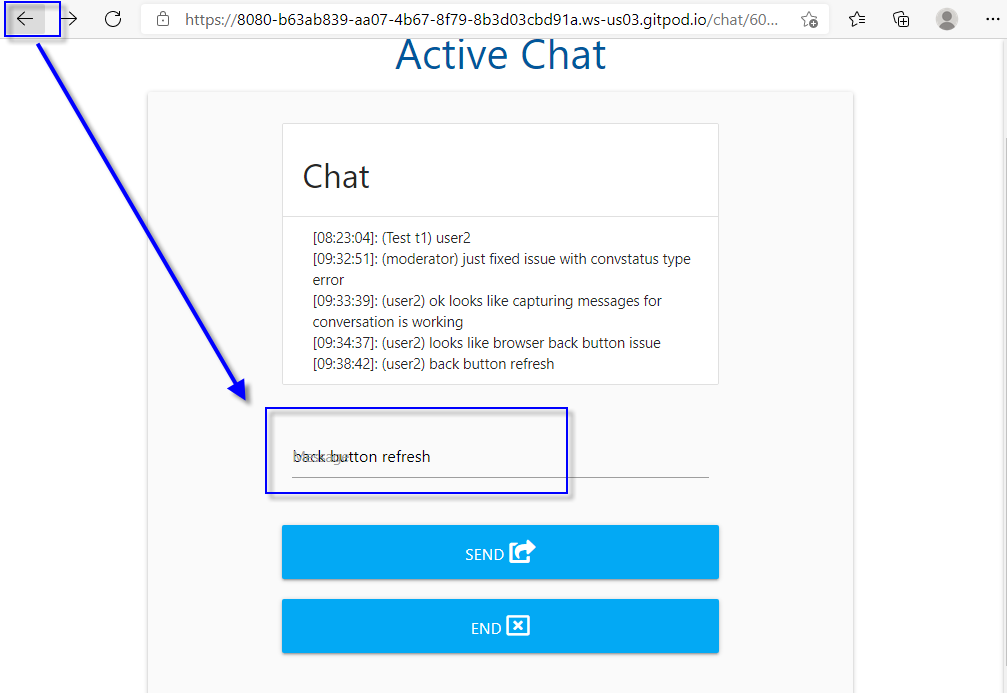 https://8080-b63ab839-aa07-4b67-8f79-8b3d03cbd91a.ws-us03.gitpod.io/chat/60...
Active Chat
Chat
[08:23:04]: (Test t1) user2
[09:32:51]: (moderator) just fixed issue with convstatus type
error
[09:33:39]: (user2) ok looks like capturing messages for
conversation is working
[09:34:37]: (user2) looks like browser back button issue
[09:38:42]: (user2) back button refresh
Message
back button refresh
SEND
END